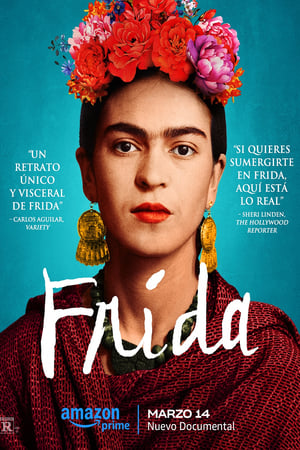 "UN
RETRATO
ÚNICO
Y VISCERAL
DE FRIDA"
- CARLOS AGUILAR,
VARIETY
"SI QUIERES
SUMERGIRTE
EN FRIDA,
AQUÍ ESTÁ
LO REAL"
- SHERI LINDEN,
THE HOLLYWOOD
REPORTER
Frida
R
amazon
prime
MARZO 14
Nuevo Documental